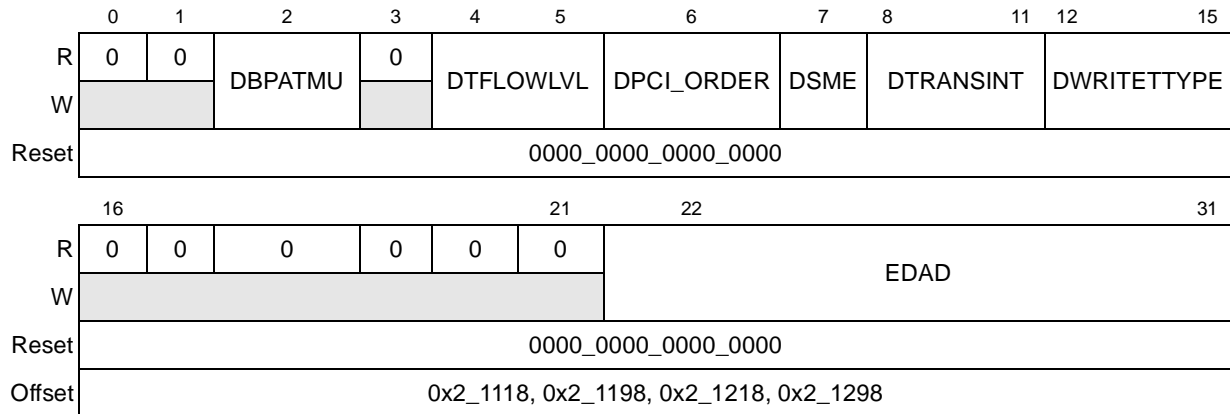 0 1 2 3 4 5 6 7 8 11 12 15
R 0 0 DBPATMU 0 DTFLOWLVL DPCI_ORDER DSME DTRANSINT DWRITETTYPE
W
Reset 0000_0000_0000_0000
16 21 22 31
R 0 0 0 0 0 0 EDAD
W
Reset 0000_0000_0000_0000
Offset 0x2_1118, 0x2_1198, 0x2_1218, 0x2_1298